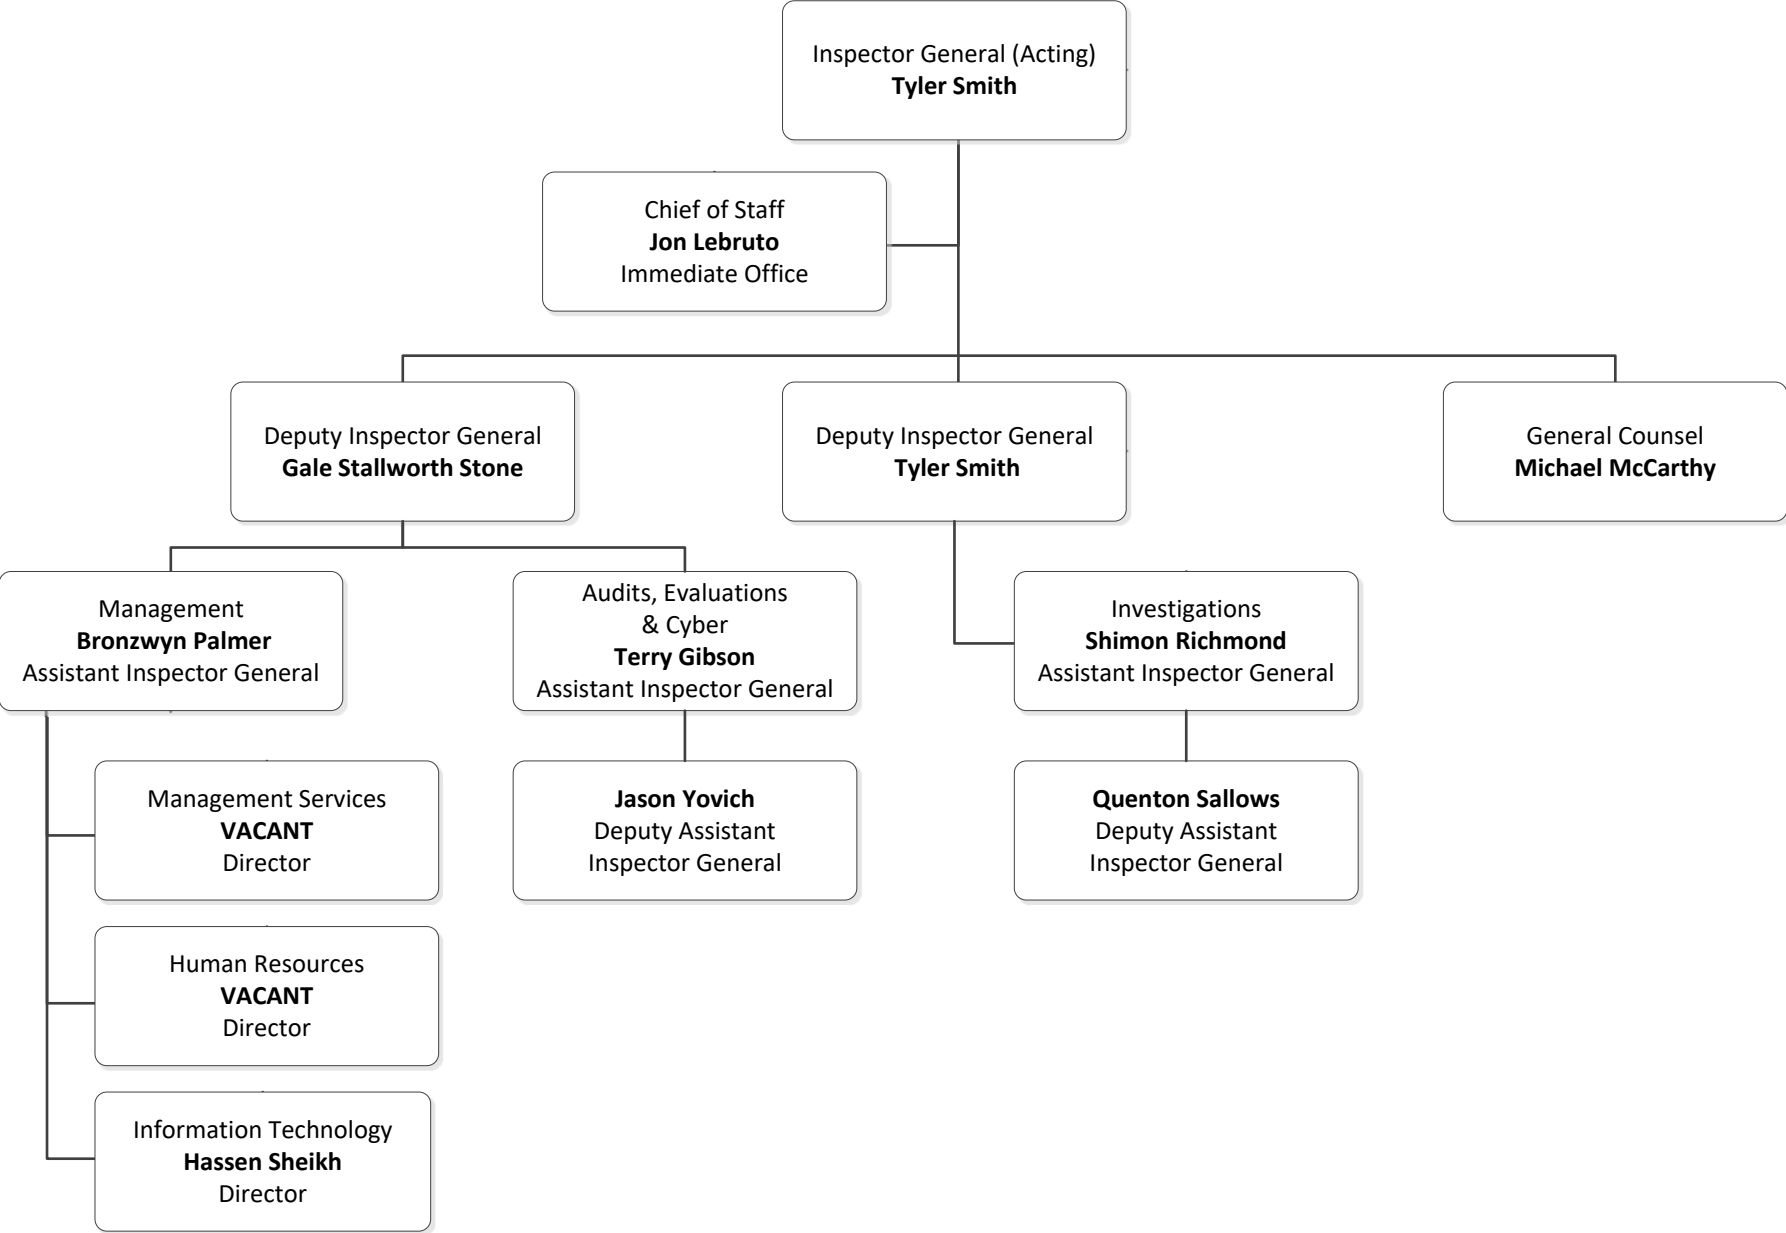 Inspector General (Acting)
Tyler Smith
Chief of Staff
Jon Lebruto
Immediate Office
Deputy Inspector General
Gale Stallworth Stone
Deputy Inspector General
Tyler Smith
General Counsel
Michael McCarthy
Management
Bronzwyn Palmer
Assistant Inspector General
Audits, Evaluations
& Cyber
Terry Gibson
Assistant Inspector General
Investigations
Shimon Richmond
Assistant Inspector General
Management Services
VACANT
Director
Jason Yovich
Deputy Assistant
Inspector General
Quenton Sallows
Deputy Assistant
Inspector General
Human Resources
VACANT
Director
Information Technology
Hassen Sheikh
Director